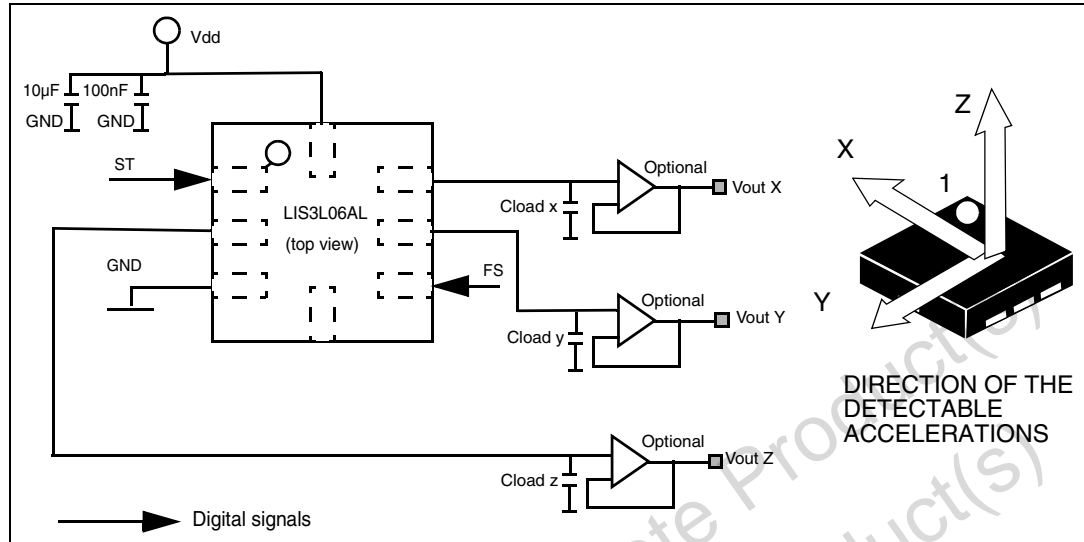 Vdd
10µF 100nF
GND GND
ST
LIS3L06AL
(top view)
GND
FS
Optional
Cload x
Vout X
Optional
Cload y
Vout Y
Optional
Cload z
Vout Z
Digital signals
Z
X
1
Y
DIRECTION OF THE
DETECTABLE
ACCELERATIONS
Product(s)